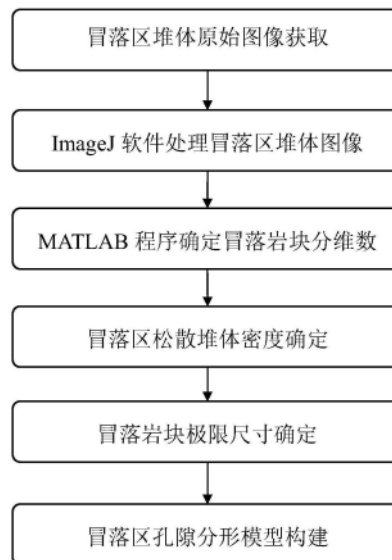 冒落区堆体原始图像获取
ImageJ 软件处理冒落区堆体图像
MATLAB 程序确定冒落岩块分维数
冒落区松散堆体密度确定
冒落岩块极限尺寸确定
冒落区孔隙分形模型构建